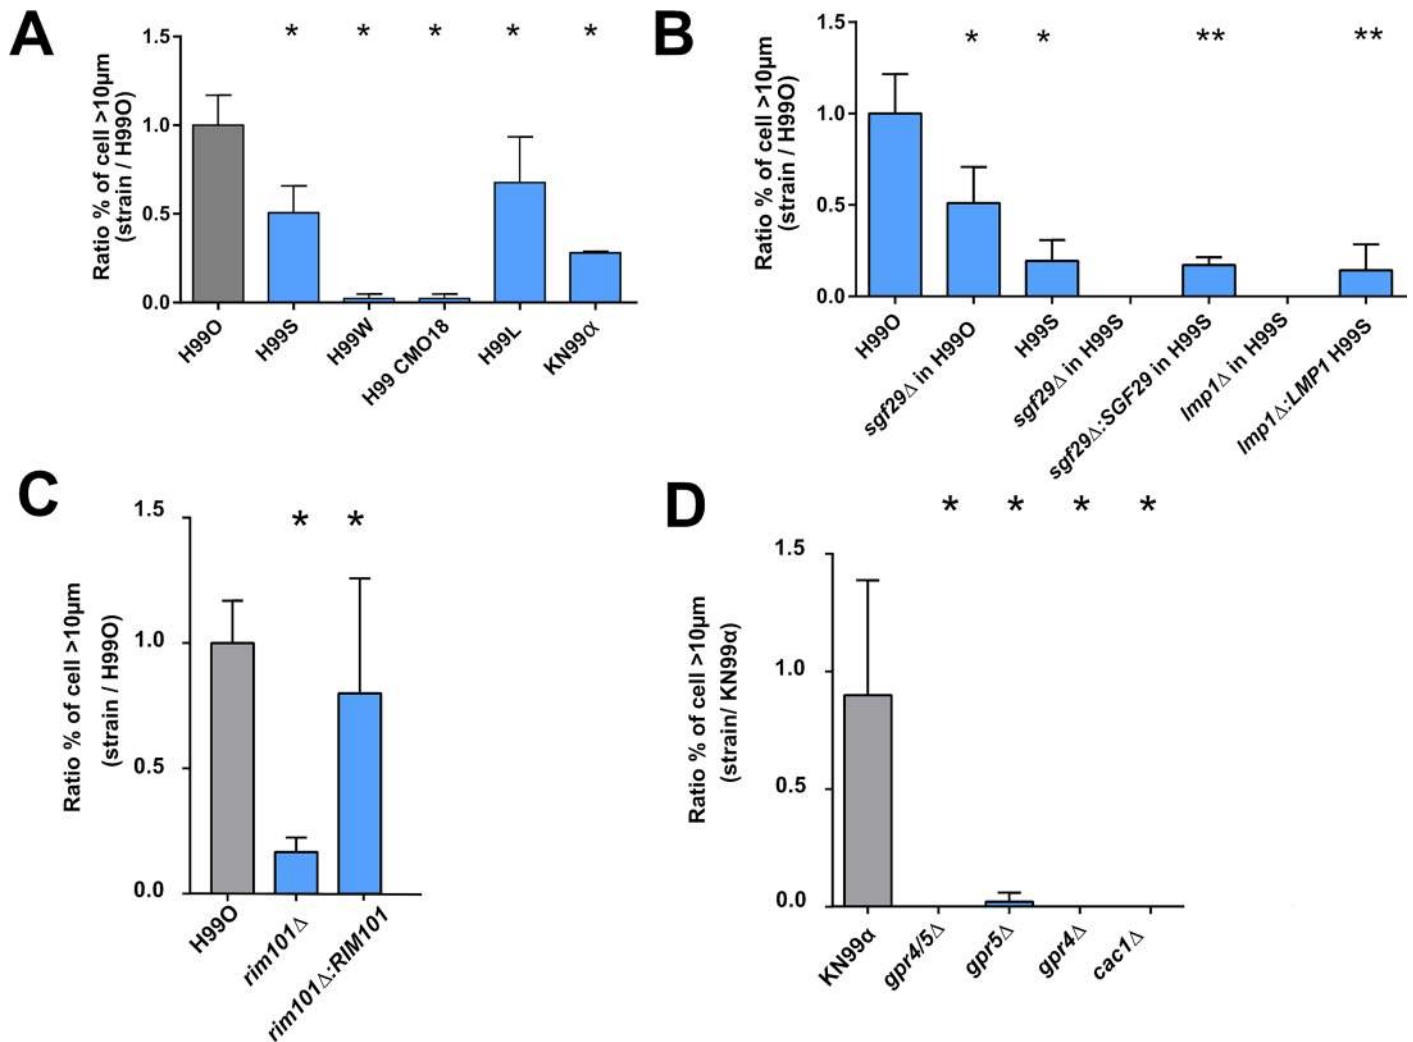 A
Ratio % of cell >10µm
(strain / H99O)
1.5
1.0
0.5
0.0
* * * * *
H99O
H99S
H99W
H99 CMO18
H99L
KN99α
B
Ratio % of cell >10µm
(strain / H99O)
1.5
1.0
0.5
0.0
* * ** **
H99O
sgf29Δ in H99O
H99S
sgf29Δ in H99S
sgf29Δ:SGF29 in H99S
lmp1Δ in H99S
lmp1Δ:LMP1 H99S
C
Ratio % of cell >10µm
(strain / H99O)
1.5
1.0
0.5
0.0
* *
H99O
rim101Δ
rim101Δ:RIM101
D
Ratio % of cell >10µm
(strain/ KN99α)
1.5
1.0
0.5
0.0
* * * *
KN99α
gpr4/5Δ
gpr5Δ
gpr4Δ
cac1Δ